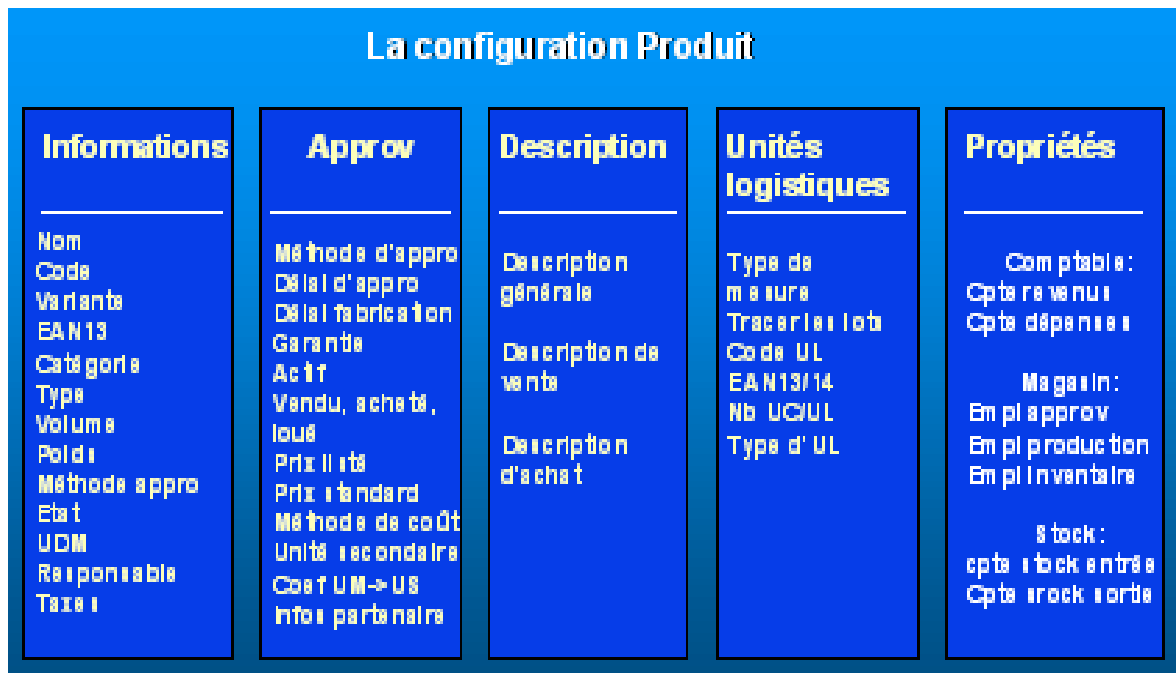 La configuration Produit
Informations
Nom
Code
Variante
EAN13
Catégorie
Type
Volume
Poids
Méthode appro
Etat
UDM
Responsable
Taxes
Approv
Méthode d'appro
Délai d'appro
Délai fabrication
Garantie
Actif
Vendu, acheté,
loué
Prix listé
Prix standard
Méthode de coût
Unité secondaire
Coef UM->US
Infos partenaire
Description
Description
générale
Description de
vente
Description
d'achat
Unités
logistiques
Type de
mesure
Tracer les lots
Code UL
EAN13/14
Nb UC/UL
Type d'UL
Propriétés
Comptable:
Cpte revenus
Cpte dépenses
Magasin:
Empl approv
Empl production
Empl inventaire
Stock:
cpte stock entrée
Cpte srock sortie